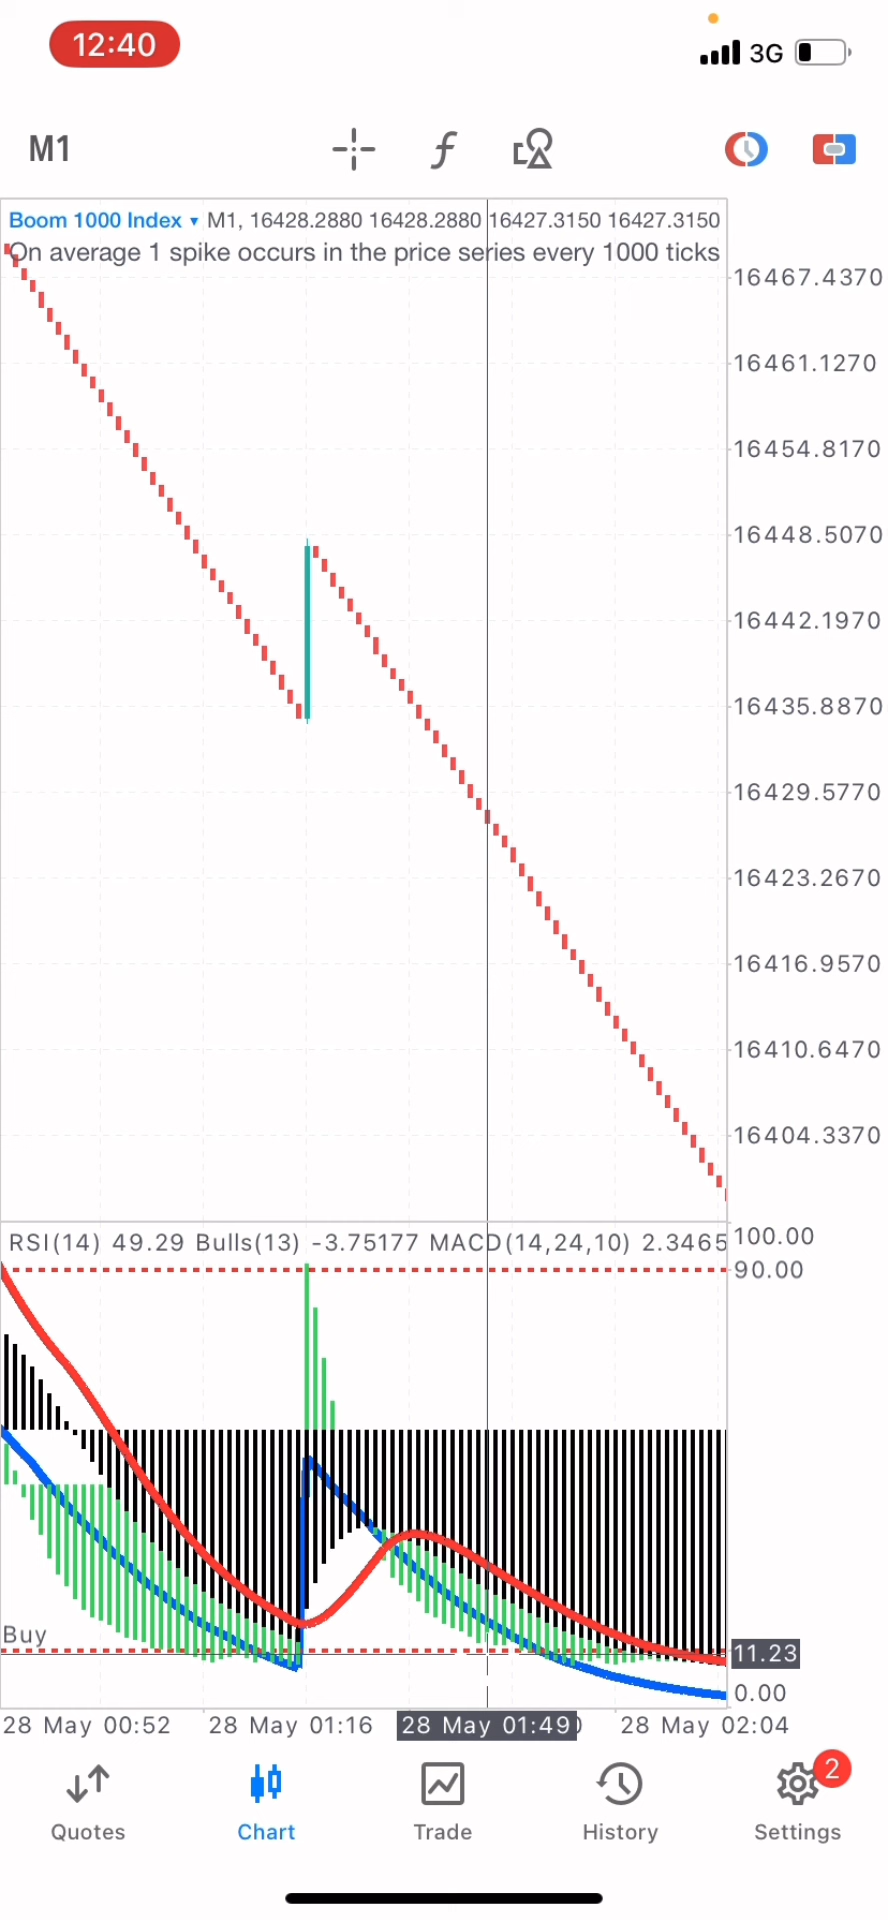 12:40
3G
M1
Boom 1000 Index ▾ M1, 16428.2880 16428.2880 16427.3150 16427.3150
On average 1 spike occurs in the price series every 1000 ticks
16467.4370
16461.1270
16454.8170
16448.5070
16442.1970
16435.8870
16429.5770
16423.2670
16416.9570
16410.6470
16404.3370
RSI(14) 49.29 Bulls(13) -3.75177 MACD(14,24,10) 2.3465
100.00
90.00
Buy
11.23
0.00
28 May 00:52 28 May 01:16 28 May 01:49 28 May 02:04
2
Quotes Chart Trade History Settings